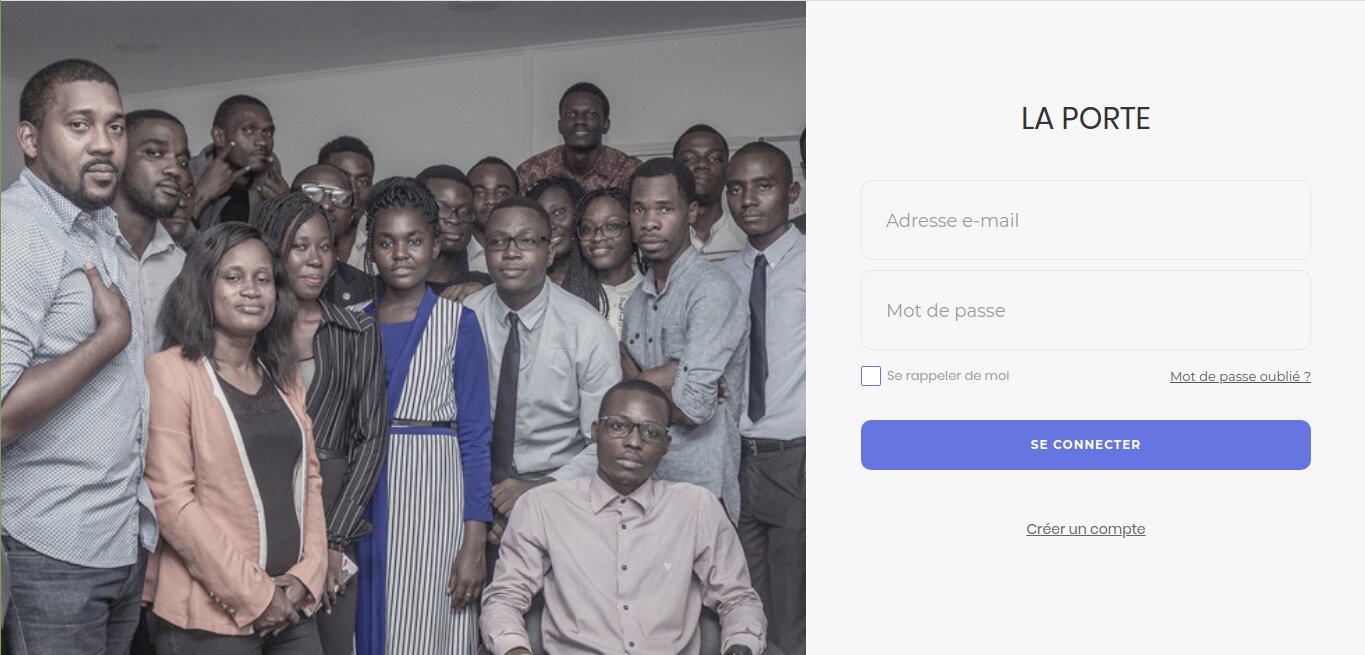 LA PORTE
Adresse e-mail
Mot de passe
Se rappeler de moi
Mot de passe oublié ?
SE CONNECTER
Créer un compte